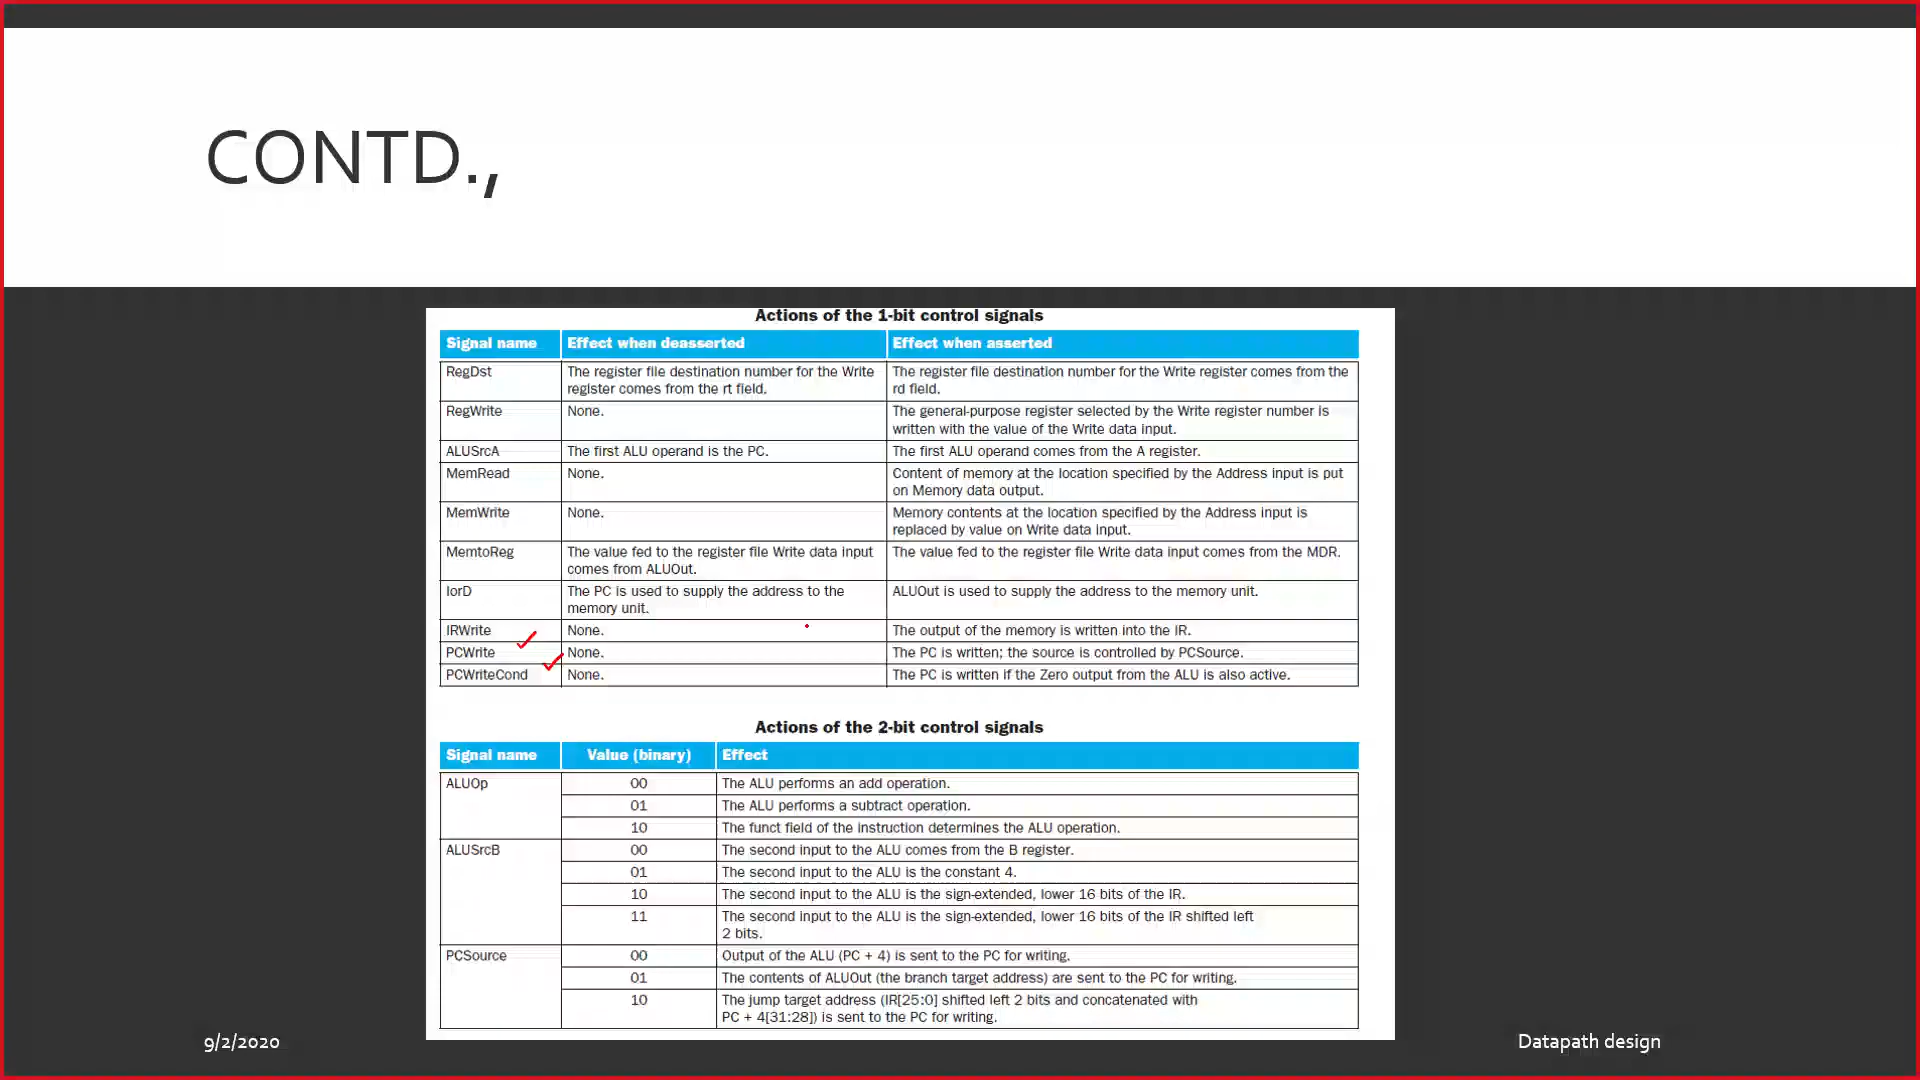 CONTD.,
Actions of the 1-bit control signals
Signal name Effect when deasserted Effect when asserted
RegDst The register file destination number for the Write The register file destination number for the Write register comes from the
register comes from the rt field. rd field.
RegWrite None. The general-purpose register selected by the Write register number is
written with the value of the Write data input.
ALUSrcA The first ALU operand is the PC. The first ALU operand comes from the A register.
MemRead None. Content of memory at the location specified by the Address input is put
on Memory data output.
MemWrite None. Memory contents at the location specified by the Address input is
replaced by value on Write data input.
MemtoReg The value fed to the register file Write data input The value fed to the register file Write data input comes from the MDR.
comes from ALUOut.
IorD The PC is used to supply the address to the ALUOut is used to supply the address to the memory unit.
memory unit.
IRWrite None. The output of the memory is written into the IR.
PCWrite None. The PC is written; the source is controlled by PCSource.
PCWriteCond None. The PC is written if the Zero output from the ALU is also active.
Actions of the 2-bit control signals
Signal name Value (binary) Effect
ALUOp 00 The ALU performs an add operation.
01 The ALU performs a subtract operation.
10 The funct field of the instruction determines the ALU operation.
ALUSrcB 00 The second input to the ALU comes from the B register.
01 The second input to the ALU is the constant 4.
10 The second input to the ALU is the sign-extended, lower 16 bits of the IR.
11 The second input to the ALU is the sign-extended, lower 16 bits of the IR shifted left
2 bits.
PCSource 00 Output of the ALU (PC + 4) is sent to the PC for writing.
01 The contents of ALUOut (the branch target address) are sent to the PC for writing.
10 The jump target address (IR[25:0] shifted left 2 bits and concatenated with
PC + 4[31:28]) is sent to the PC for writing.
9/2/2020 Datapath design